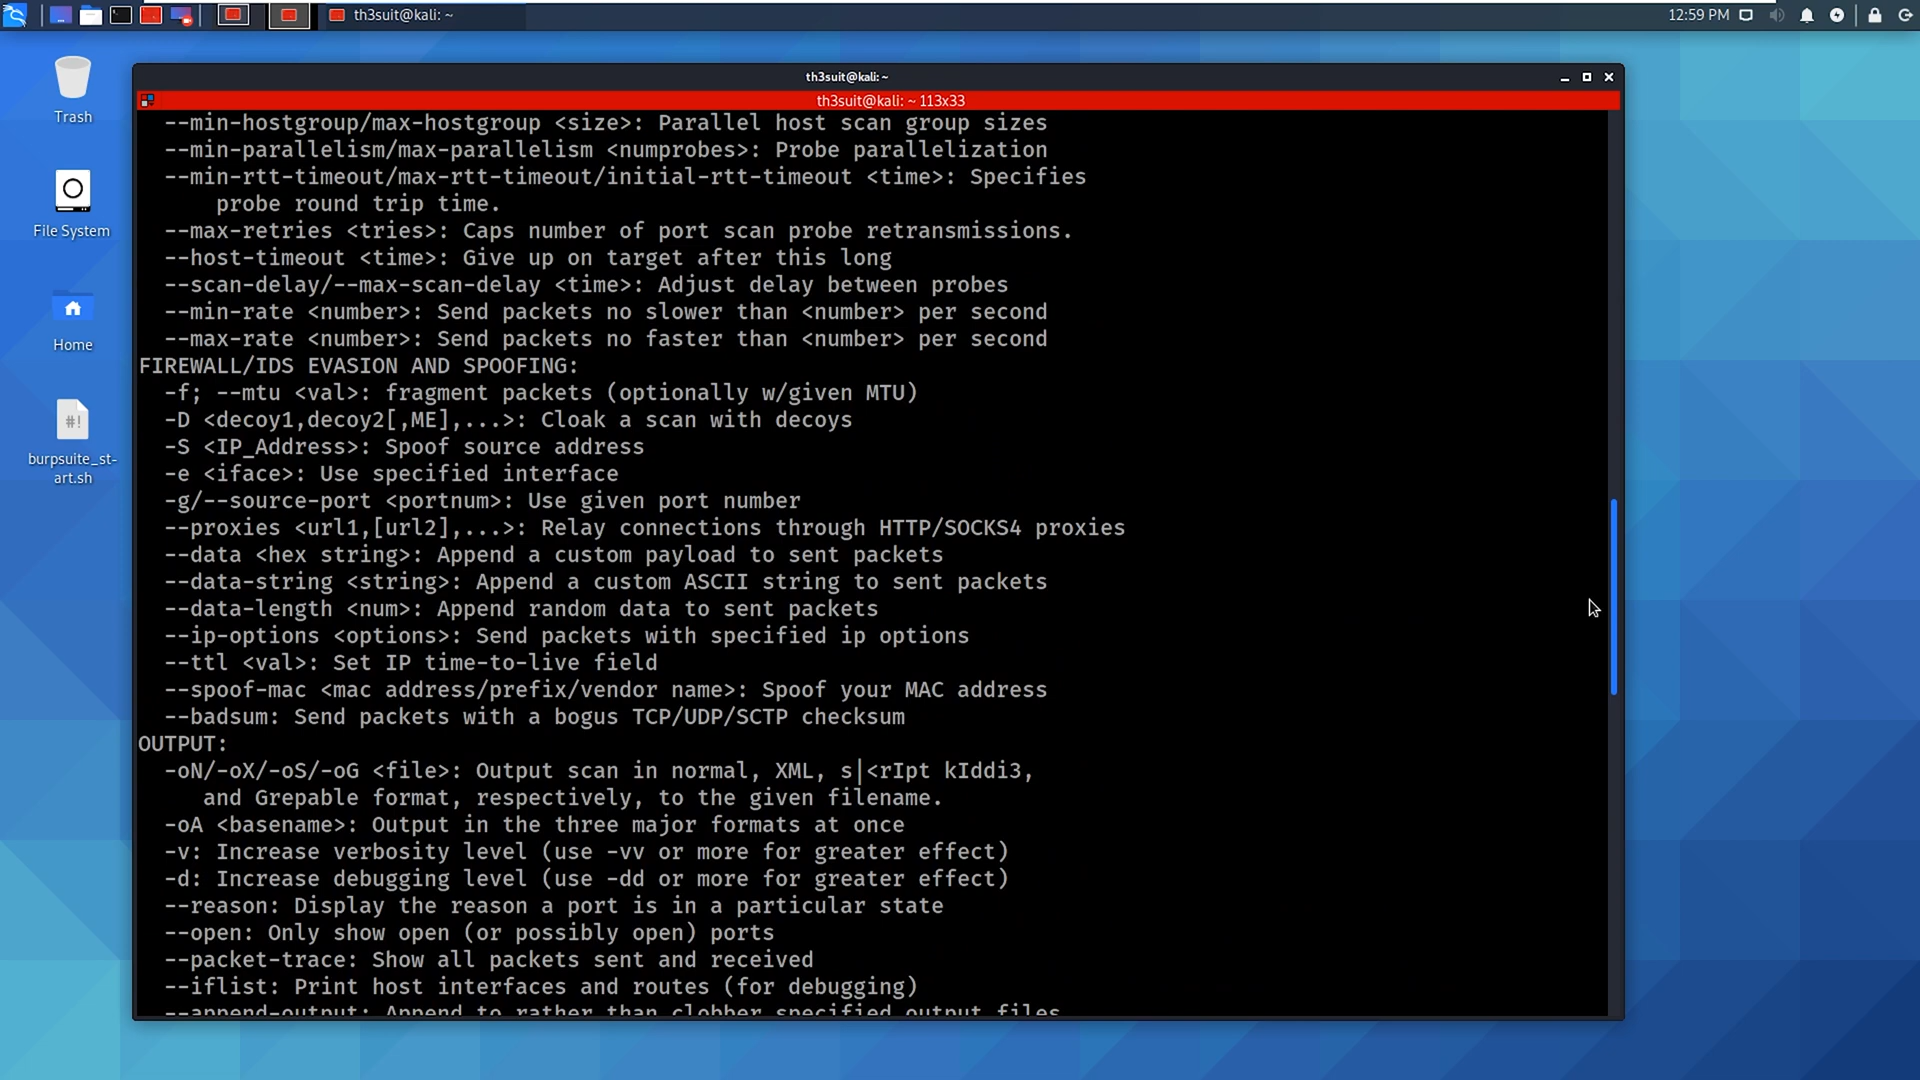 th3suit@kali: ~
12:59 PM
Trash
File System
Home
#!
burpsuite_st-
art.sh
th3suit@kali: ~
th3suit@kali: ~ 113x33
--min-hostgroup/max-hostgroup <size>: Parallel host scan group sizes
--min-parallelism/max-parallelism <numprobes>: Probe parallelization
--min-rtt-timeout/max-rtt-timeout/initial-rtt-timeout <time>: Specifies
probe round trip time.
--max-retries <tries>: Caps number of port scan probe retransmissions.
--host-timeout <time>: Give up on target after this long
--scan-delay/--max-scan-delay <time>: Adjust delay between probes
--min-rate <number>: Send packets no slower than <number> per second
--max-rate <number>: Send packets no faster than <number> per second
FIREWALL/IDS EVASION AND SPOOFING:
-f; --mtu <val>: fragment packets (optionally w/given MTU)
-D <decoy1,decoy2[,ME],...>: Cloak a scan with decoys
-S <IP_Address>: Spoof source address
-e <iface>: Use specified interface
-g/--source-port <portnum>: Use given port number
--proxies <url1,[url2],...>: Relay connections through HTTP/SOCKS4 proxies
--data <hex string>: Append a custom payload to sent packets
--data-string <string>: Append a custom ASCII string to sent packets
--data-length <num>: Append random data to sent packets
--ip-options <options>: Send packets with specified ip options
--ttl <val>: Set IP time-to-live field
--spoof-mac <mac address/prefix/vendor name>: Spoof your MAC address
--badsum: Send packets with a bogus TCP/UDP/SCTP checksum
OUTPUT:
-oN/-oX/-oS/-oG <file>: Output scan in normal, XML, s|<rIpt kIddi3,
and Grepable format, respectively, to the given filename.
-oA <basename>: Output in the three major formats at once
-v: Increase verbosity level (use -vv or more for greater effect)
-d: Increase debugging level (use -dd or more for greater effect)
--reason: Display the reason a port is in a particular state
--open: Only show open (or possibly open) ports
--packet-trace: Show all packets sent and received
--iflist: Print host interfaces and routes (for debugging)
--append-output: Append to rather than clobber specified output files